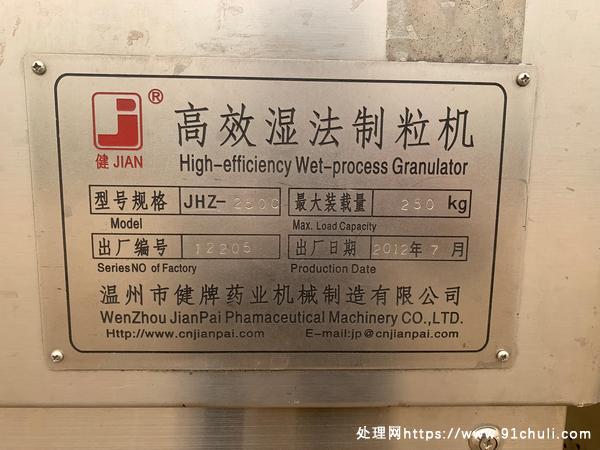 ®
健 JIAN
高效湿法制粒机
High-efficiency Wet-process Granulator
型号规格 JHZ-250C 最大装载量 250 kg
Model Max. Load Capacity
出厂编号 12205 出厂日期 2012年7月
SeriesNO of Factory Production Date
温州市健牌药业机械制造有限公司
WenZhou JianPai Phamaceutical Machinery CO.,LTD.
Http://www.cnjianpai.com E-mail:jp@cnjianpai.com
处理网https://www.91chuli.com